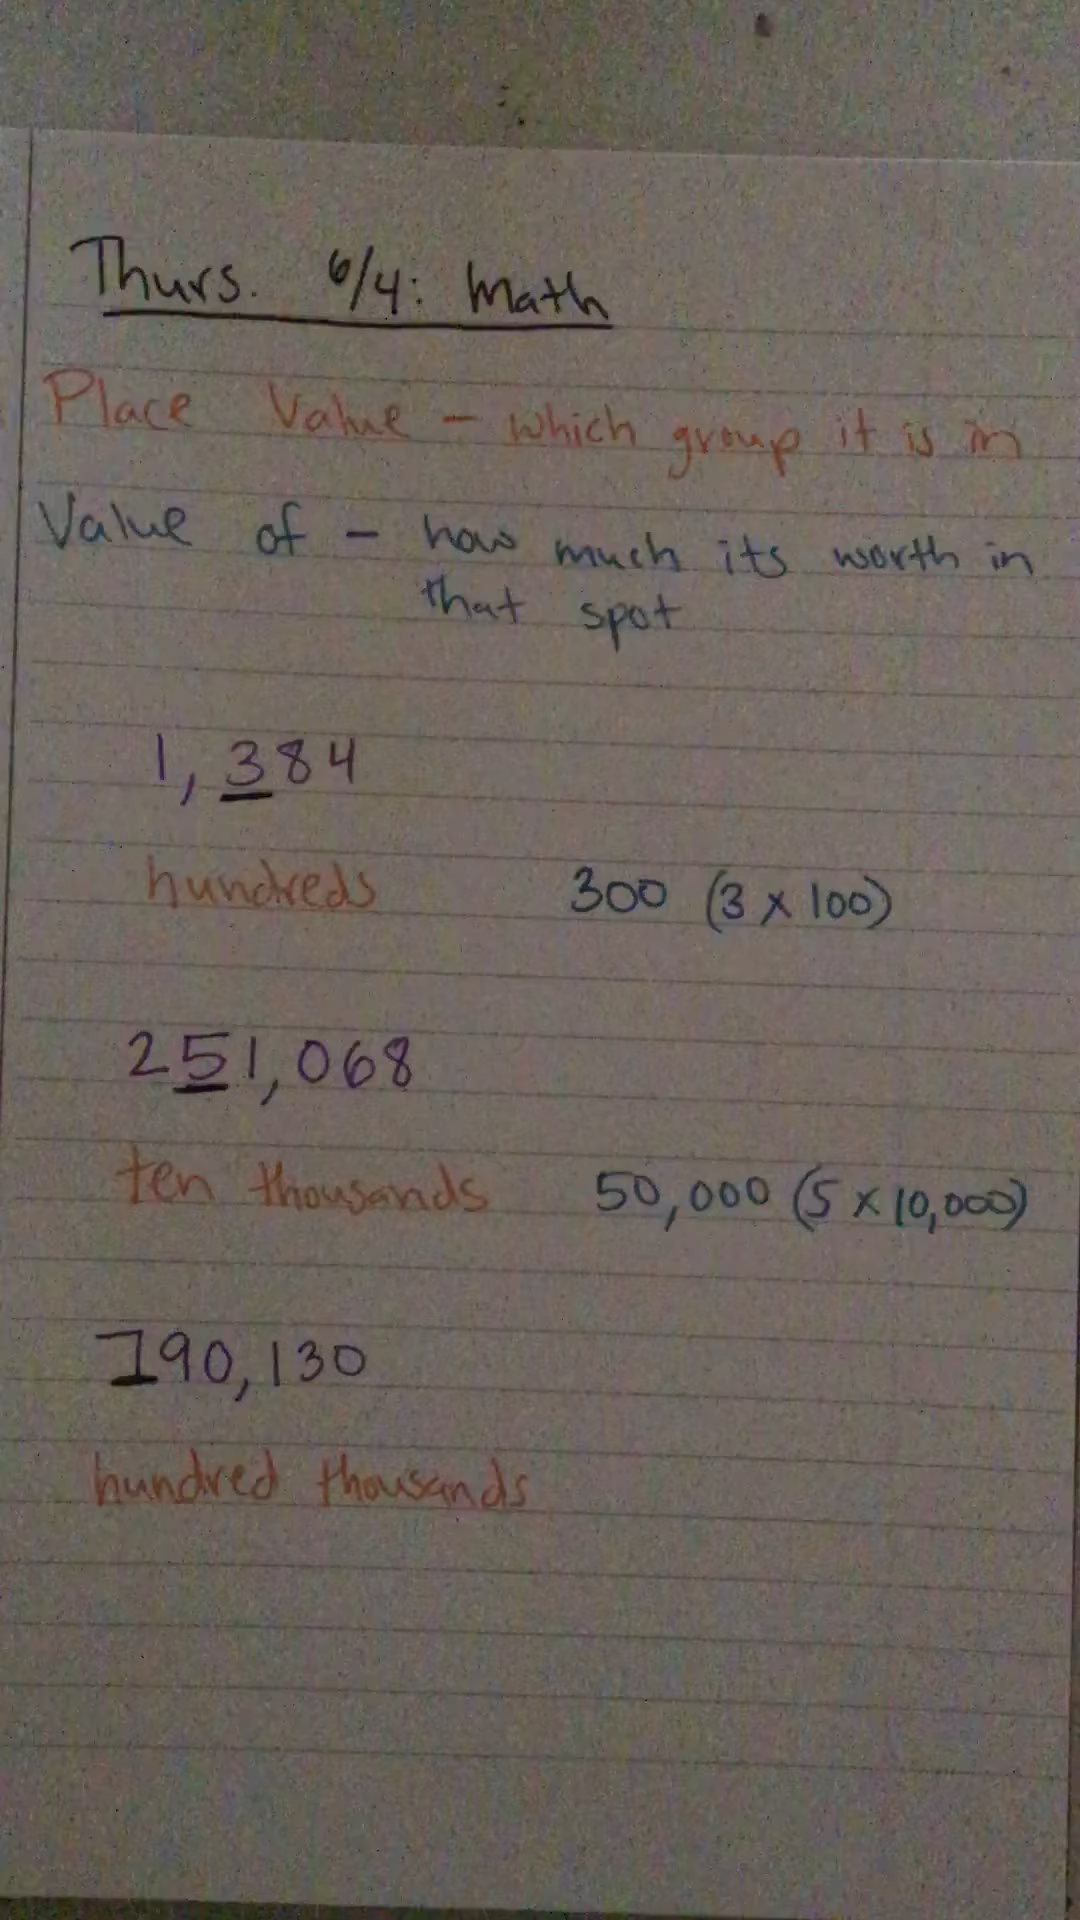 Thurs. 6/4: Math
Place Value - which group it is in
Value of - how much its worth in
that spot
1,384
hundreds 300 (3 x 100)
251,068
ten thousands 50,000 (5 x 10,000)
190,130
hundred thousands